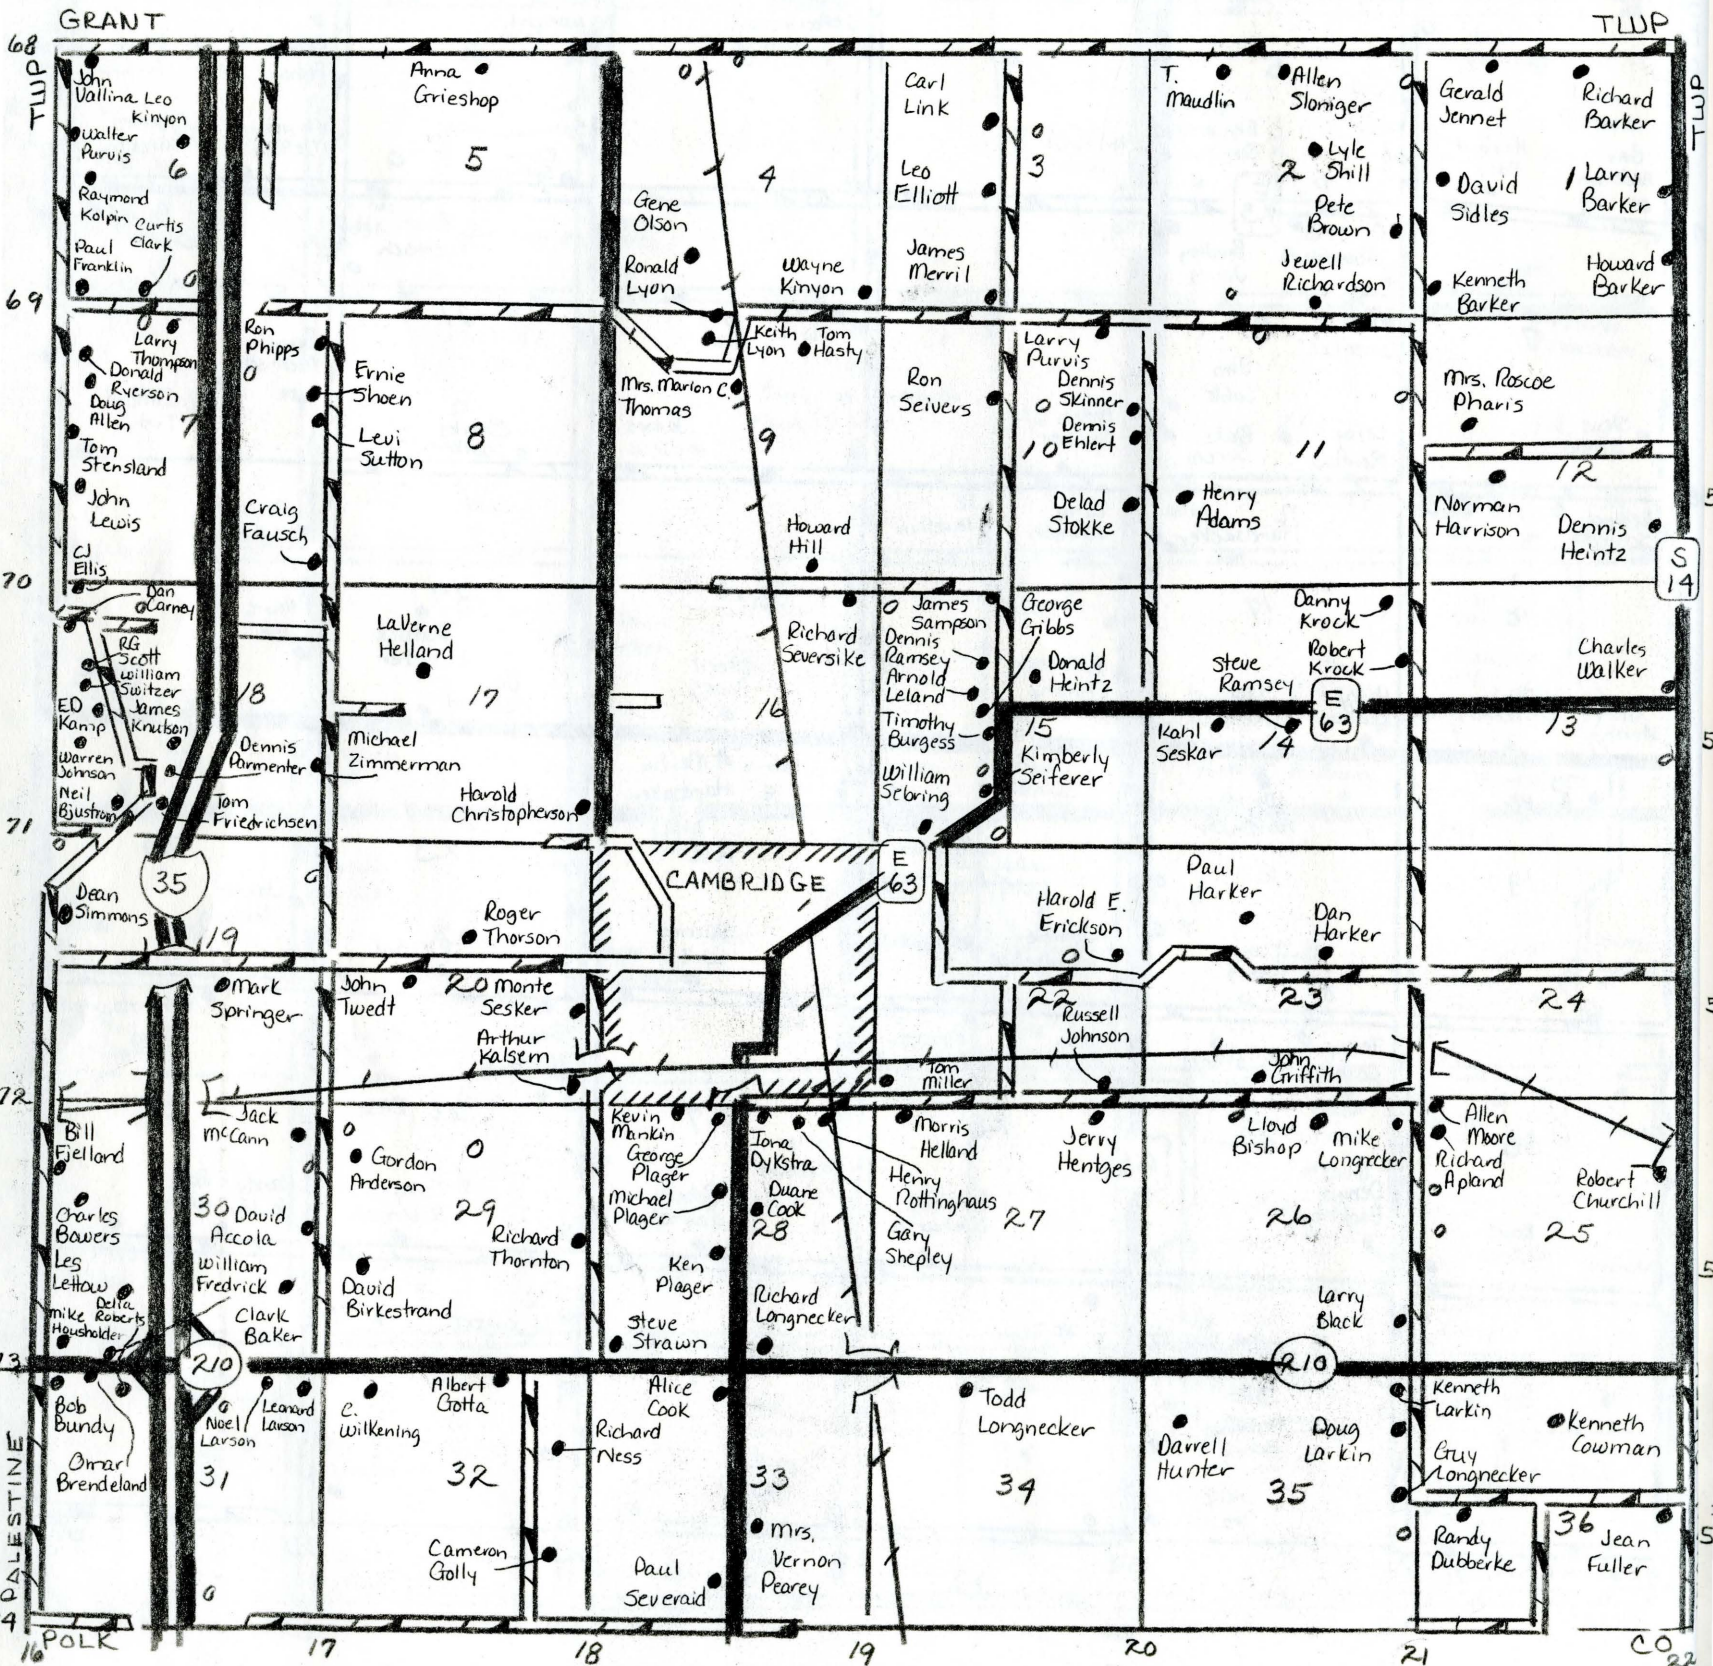 GRANT
TWP
68
TWP
TWP
John
Vallina
Leo
Kinyon
Walter
Purvis
6
Raymond
Kolpin
Curtis
Clark
Paul
Franklin
Anna
Grieshop
5
4
Gene
Olson
Ronald
Lyon
Wayne
Kinyon
Carl
Link
Leo
Elliott
James
Merril
3
T.
Maudlin
Allen
Sloniger
Lyle
Shill
2
Pete
Brown
Jewell
Richardson
Gerald
Jennet
Richard
Barker
David
Sidles
1
Larry
Barker
Kenneth
Barker
Howard
Barker
69
Larry
Thompson
Donald
Ryerson
Doug
Allen
7
Tom
Stensland
John
Lewis
CJ
Ellis
Ron
Phipps
Ernie
Shoen
Levi
Sutton
8
Craig
Fausch
Keith
Lyon
Tom
Hasty
Mrs. Marion C.
Thomas
9
Howard
Hill
Ron
Seivers
Larry
Purvis
Dennis
Skinner
Dennis
Ehlert
10
Delad
Stokke
11
Henry
Adams
Mrs. Roscoe
Pharis
12
Norman
Harrison
Dennis
Heintz
S
14
70
Dan
Carney
RG
Scott
William
Switzer
ED
Kamp
James
Knutson
18
Warren
Johnson
Dennis
Parmenter
Neil
Bjustrom
Tom
Friedrichsen
LaVerne
Helland
17
Michael
Zimmerman
Harold
Christopherson
Richard
Seversike
16
James
Sampson
Dennis
Ramsey
Arnold
Leland
Timothy
Burgess
William
Sebring
George
Gibbs
Donald
Heintz
15
Kimberly
Seiferer
Danny
Krock
Robert
Krock
Steve
Ramsey
E
63
Kahl
Seskar
14
Charles
Walker
13
71
35
Dean
Simmons
19
Roger
Thorson
CAMBRIDGE
E
63
Harold E.
Erickson
Paul
Harker
Dan
Harker
Mark
Springer
John
Twedt
20
Monte
Sesker
Arthur
Kalsem
22
Russell
Johnson
23
24
John
Griffith
Tom
Miller
72
Bill
Fjelland
Jack
McCann
Gordon
Anderson
Charles
Bowers
30
David
Accola
29
Richard
Thornton
Les
Lettow
William
Fredrick
Clark
Baker
David
Birkestrand
Delia
Roberts
Mike
Housholder
Kevin
Mankin
George
Plager
Michael
Plager
Ken
Plager
Steve
Strawn
Iona
Dykstra
Duane
Cook
28
Richard
Longnecker
Morris
Helland
Henry
Rottinghaus
Gary
Shepley
27
Jerry
Hentges
Lloyd
Bishop
Mike
Longnecker
26
Larry
Black
Allen
Moore
Richard
Apland
Robert
Churchill
25
210
210
Bob
Bundy
Omar
Brendeland
Noel
Larson
Leonard
Larson
31
C.
Wilkening
Albert
Gotta
32
Cameron
Golly
Richard
Ness
Alice
Cook
33
Mrs.
Vernon
Pearey
Paul
Severaid
Todd
Longnecker
34
Darrell
Hunter
35
Kenneth
Larkin
Doug
Larkin
Guy
Longnecker
Kenneth
Cowman
36
Randy
Dubberke
Jean
Fuller
PALESTINE
POLK
CO
16
17
18
19
20
21
22